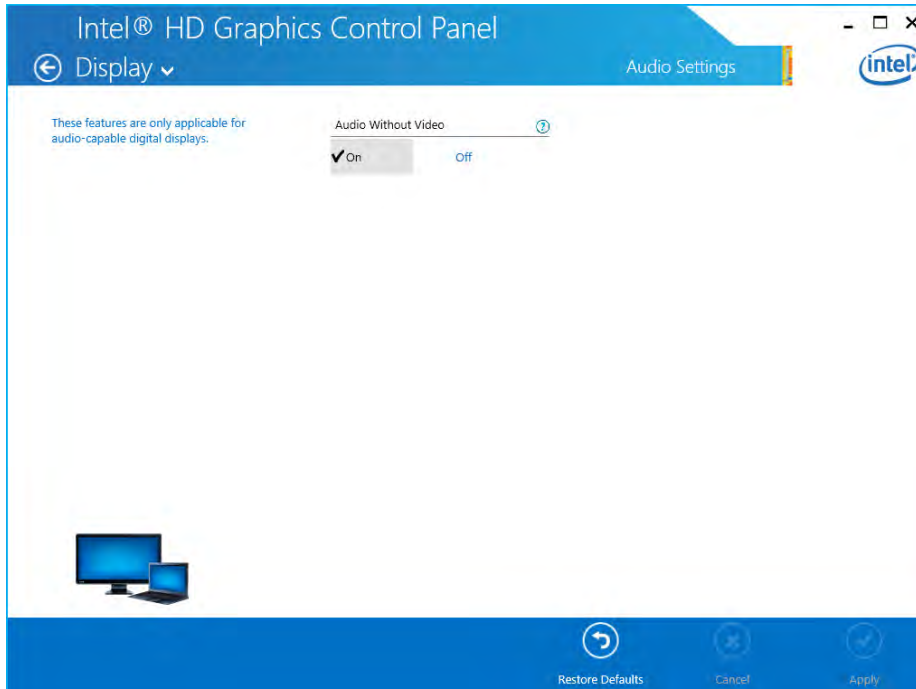 Intel® HD Graphics Control Panel
Display
Audio Settings
intel
These features are only applicable for
audio-capable digital displays.
Audio Without Video
On
Off
Restore Defaults
Cancel
Apply